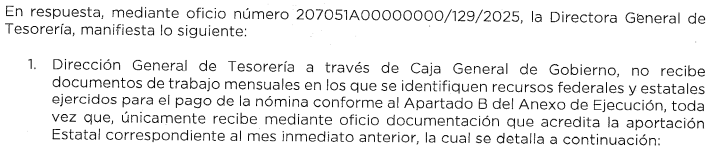 En respuesta, mediante oficio número 207051A00000000/129/2025, la Directora General de
Tesorería, manifiesta lo siguiente:
1. Dirección General de Tesorería a través de Caja General de Gobierno, no recibe
documentos de trabajo mensuales en los que se identifiquen recursos federales y estatales
ejercidos para el pago de la nómina conforme al Apartado B del Anexo de Ejecución, toda
vez que, únicamente recibe mediante oficio documentación que acredita la aportación
Estatal correspondiente al mes inmediato anterior, la cual se detalla a continuación: